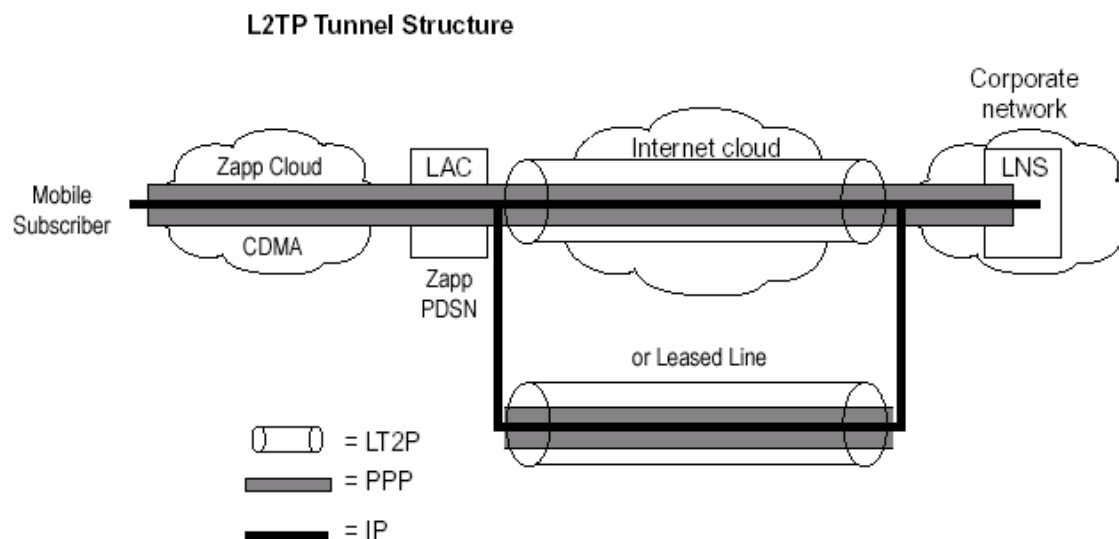 L2TP Tunnel Structure
Corporate
network
Zapp Cloud
LAC
Internet cloud
LNS
Mobile
Subscriber
CDMA
Zapp
PDSN
or Leased Line
= LT2P
= PPP
= IP